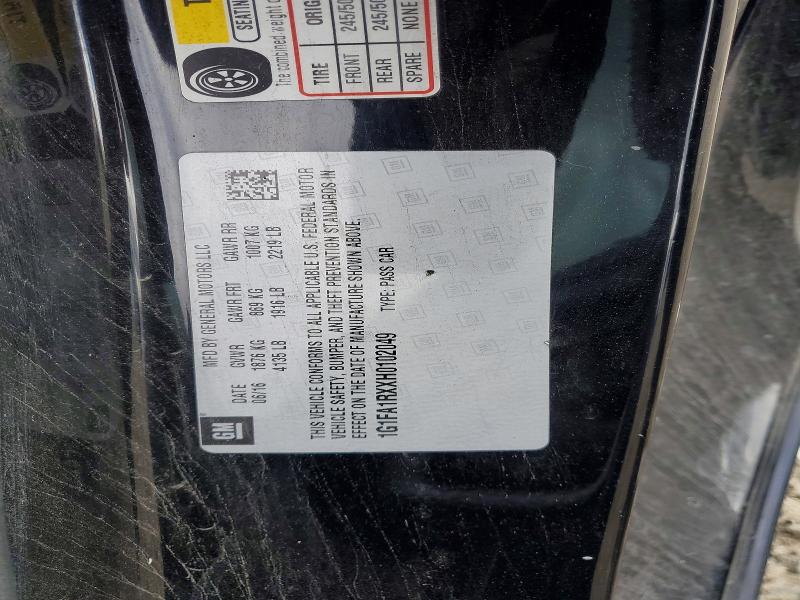 T
SEATIN
The combined weight o
TIRE ORIG
FRONT 245/50
REAR 245/50
SPARE NONE
GM
MFD BY GENERAL MOTORS LLC
DATE GVWR GAWR FRT GAWR RR
06/16 1876 KG 869 KG 1007 KG
4135 LB 1916 LB 2219 LB
THIS VEHICLE CONFORMS TO ALL APPLICABLE U.S. FEDERAL MOTOR
VEHICLE SAFETY, BUMPER, AND THEFT PREVENTION STANDARDS IN
EFFECT ON THE DATE OF MANUFACTURE SHOWN ABOVE.
1G1FA1RXXH0102049 TYPE: PASS CAR